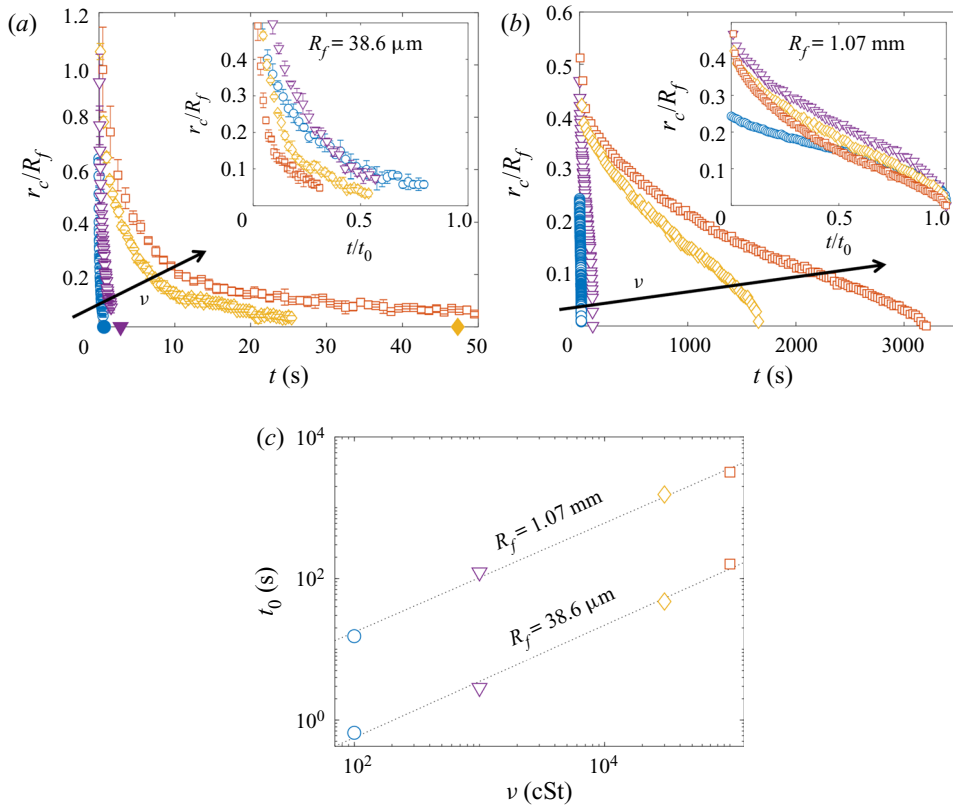 (a)
1.2
1.0
0.8
0.6
0.4
0.2
0
10
20
30
40
50
r_c/R_f
t (s)
ν
R_f = 38.6 μm
0.4
0.3
0.2
0.1
0
0.5
1.0
r_c/R_f
t/t_0
(b)
0.6
0.5
0.4
0.3
0.2
0.1
0
1000
2000
3000
r_c/R_f
t (s)
ν
R_f = 1.07 mm
0.4
0.3
0.2
0.1
0
0.5
1.0
r_c/R_f
t/t_0
(c)
10^4
10^2
10^0
t_0 (s)
R_f = 1.07 mm
R_f = 38.6 μm
10^2
10^4
ν (cSt)